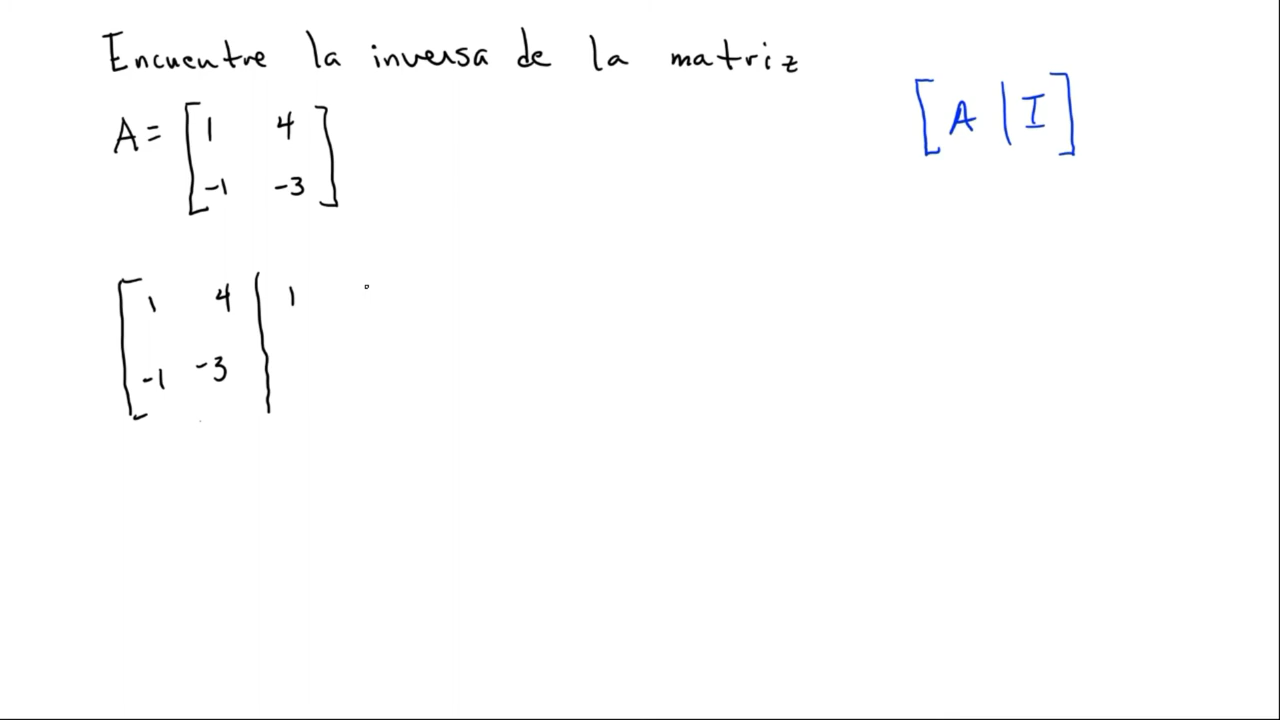 Encuentre la inversa de la matriz
[A | I]
A = [1 4
-1 -3]
[1 4 | 1
-1 -3 |